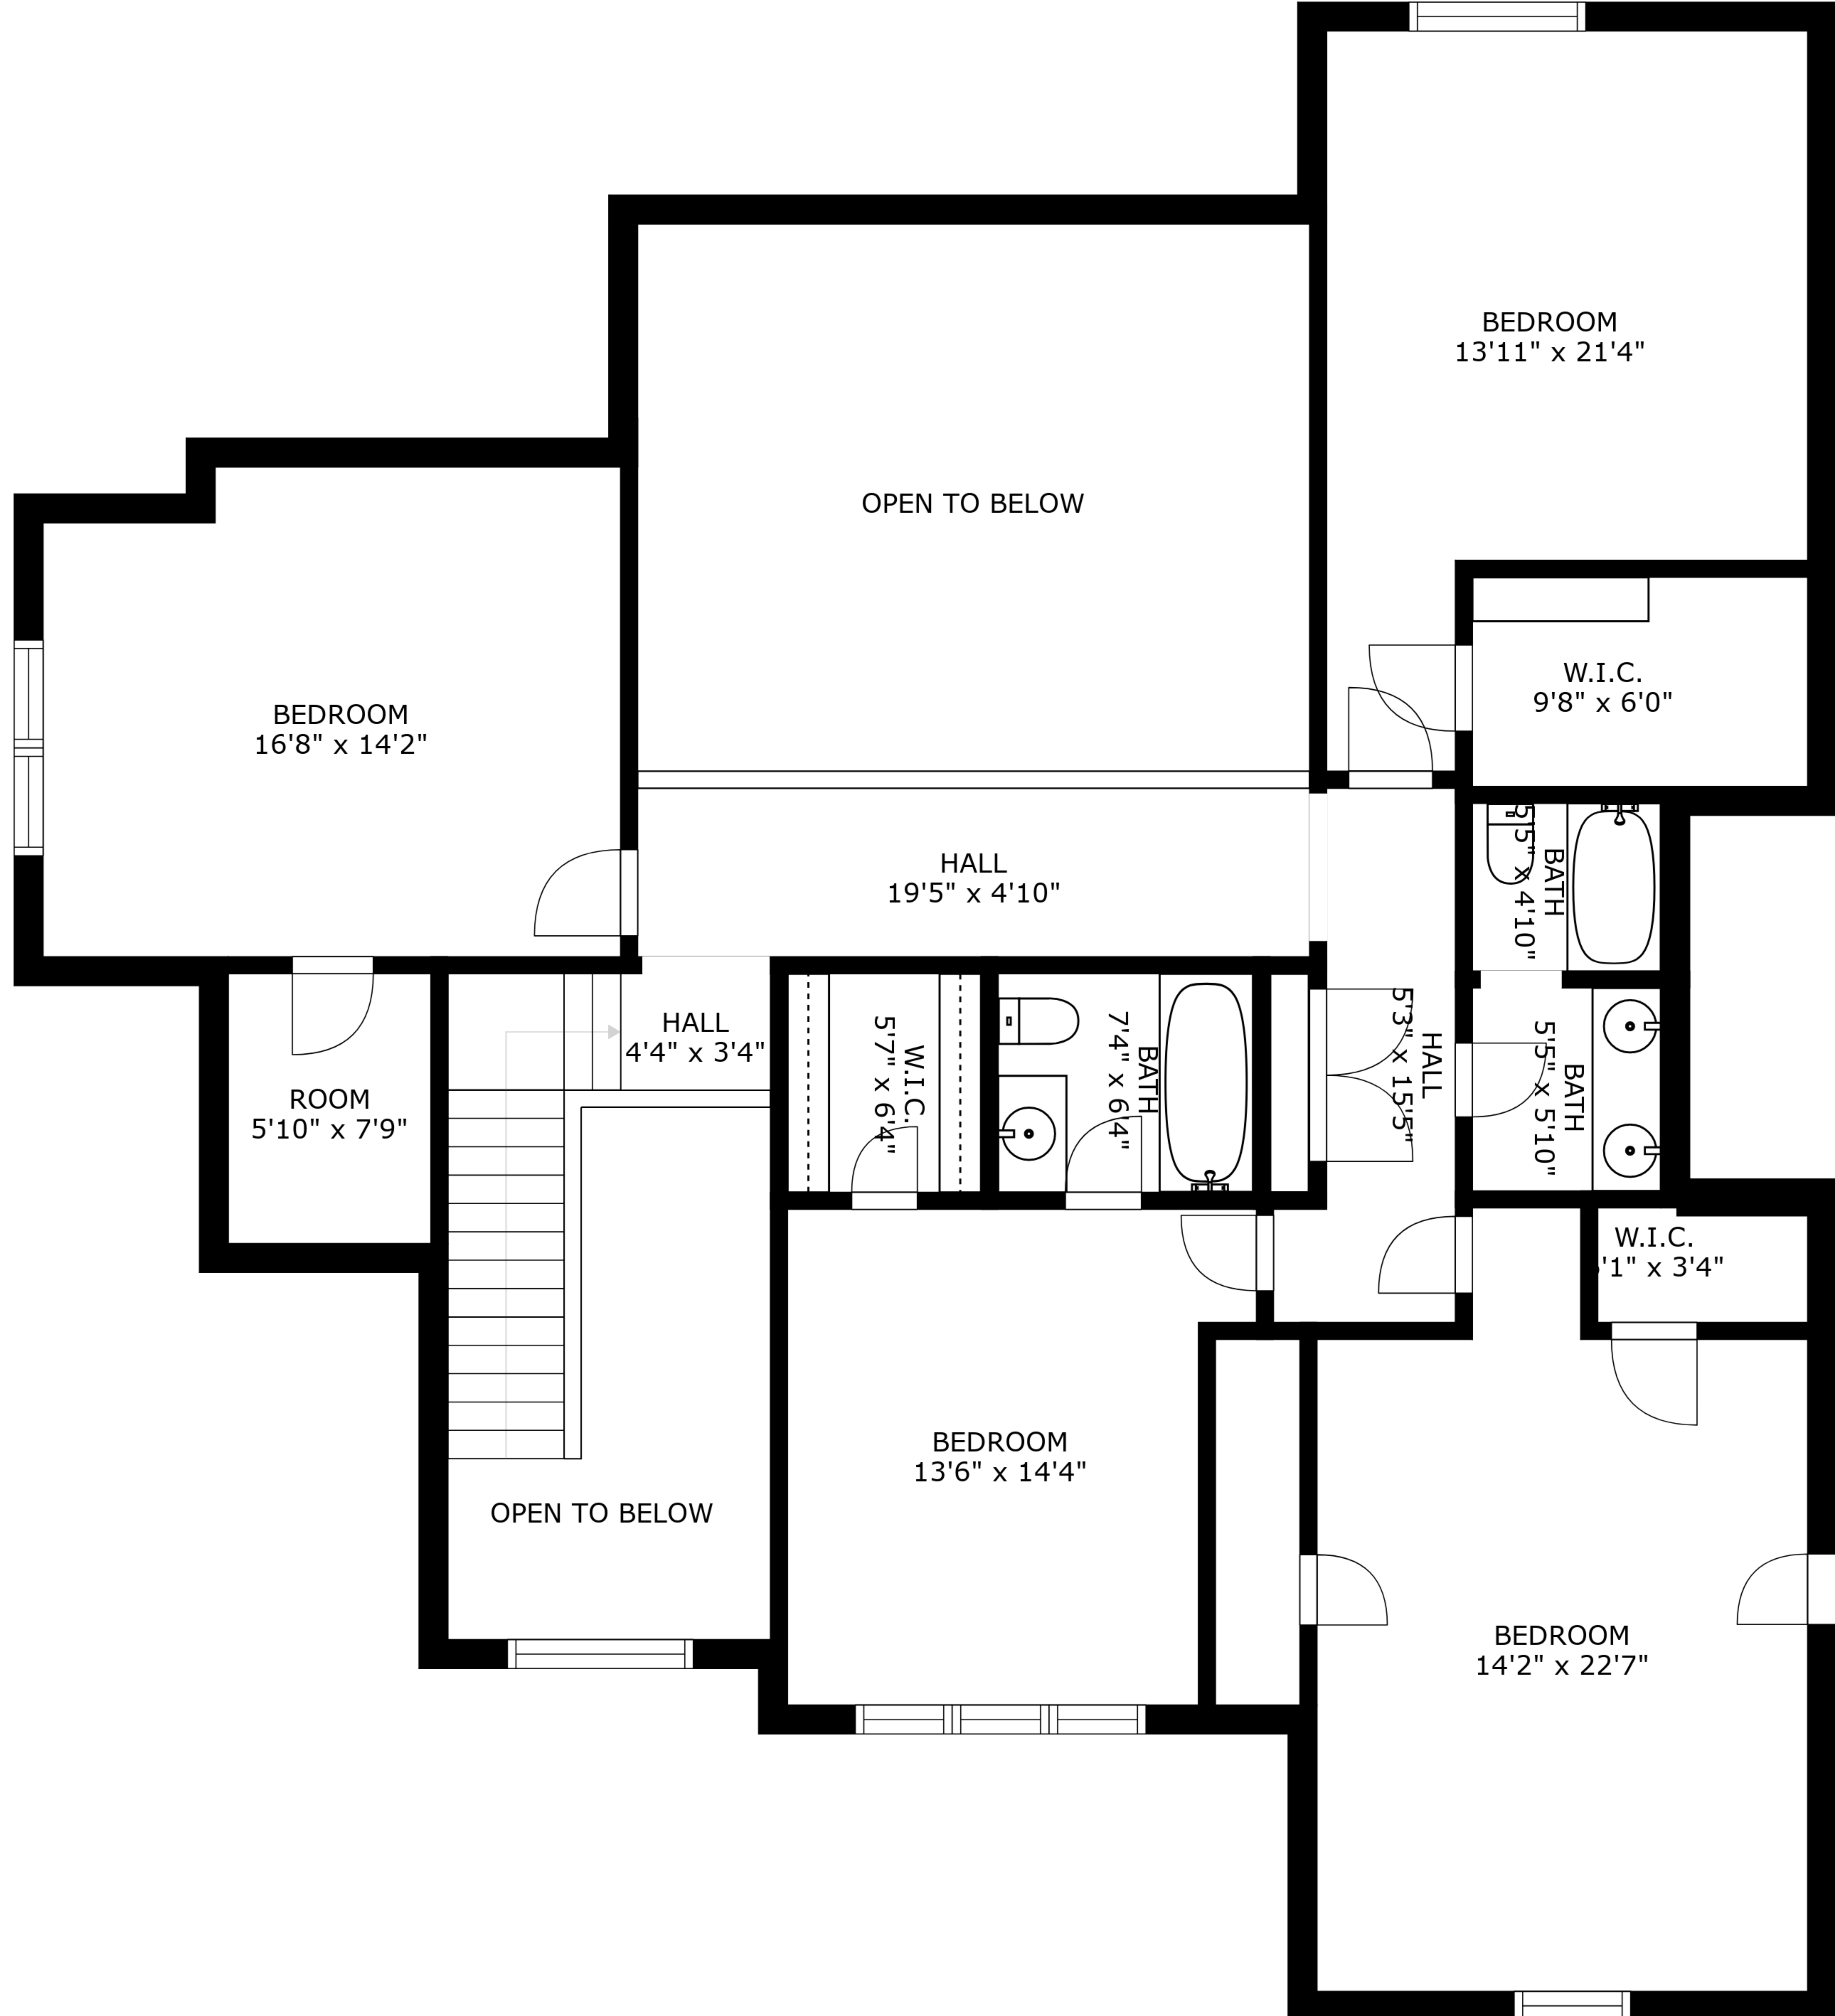 BEDROOM
13'11" x 21'4"
OPEN TO BELOW
W.I.C.
9'8" x 6'0"
BEDROOM
16'8" x 14'2"
HALL
19'5" x 4'10"
BATH
5'5" x 4'10"
HALL
4'4" x 3'4"
W.I.C.
5'7" x 6'4"
BATH
7'4" x 6'4"
HALL
5'3" x 15'5"
BATH
5'5" x 5'10"
ROOM
5'10" x 7'9"
W.I.C.
'1" x 3'4"
BEDROOM
13'6" x 14'4"
OPEN TO BELOW
BEDROOM
14'2" x 22'7"